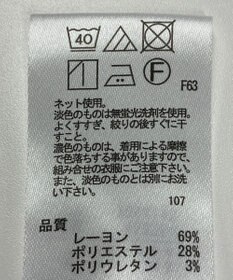 40
F
F63
ネット使用。
淡色のものは無蛍光洗剤を使用。
よくすすぎ、絞りの後すぐに干
すこと。
濃色のものは、着用による摩擦
で色落ちする事がありますので、
組み合せの衣服にご注意下さい。
また、淡色のものとは別にお洗
い下さい。
107
品質
レーヨン 69%
ポリエステル 28%
ポリウレタン 3%